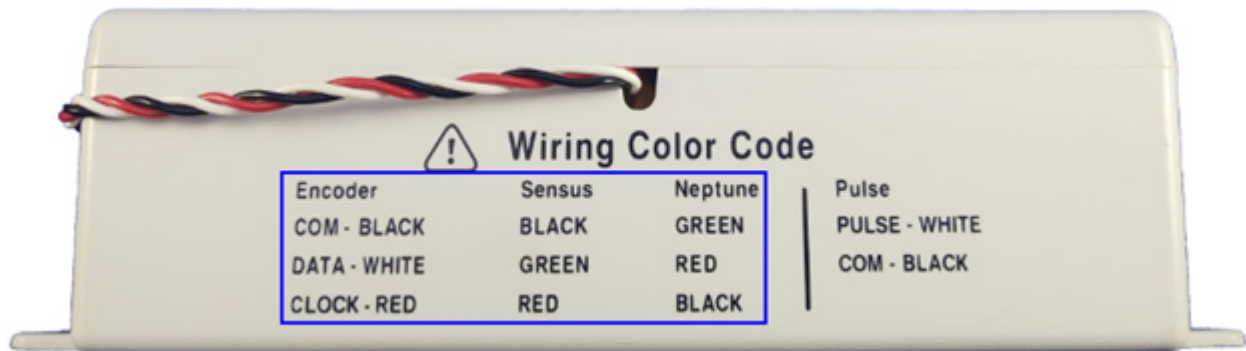 Wiring Color Code
Encoder Sensus Neptune Pulse
COM - BLACK BLACK GREEN PULSE - WHITE
DATA - WHITE GREEN RED COM - BLACK
CLOCK - RED RED BLACK